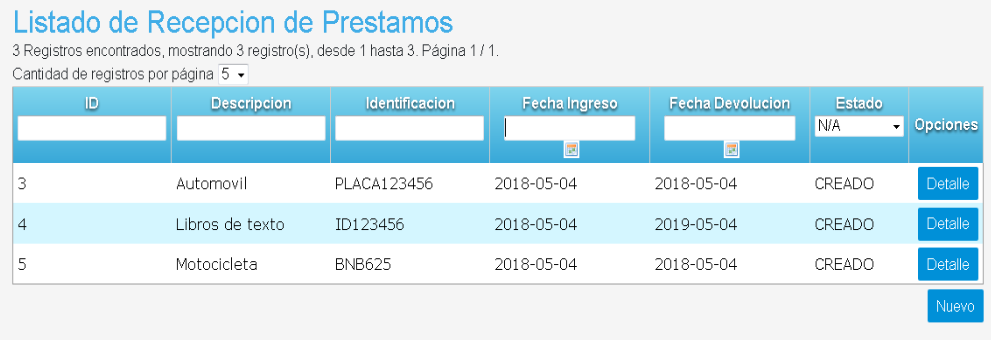 Listado de Recepcion de Prestamos
3 Registros encontrados, mostrando 3 registro(s), desde 1 hasta 3. Página 1 / 1.
Cantidad de registros por página 5
ID Descripcion Identificacion Fecha Ingreso Fecha Devolucion Estado Opciones
N/A
3 Automovil PLACA123456 2018-05-04 2018-05-04 CREADO Detalle
4 Libros de texto ID123456 2018-05-04 2019-05-04 CREADO Detalle
5 Motocicleta BNB625 2018-05-04 2018-05-04 CREADO Detalle
Nuevo